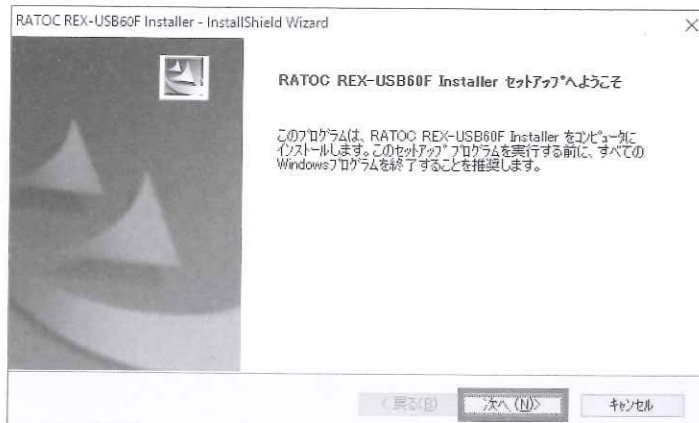 RATOC REX-USB60F Installer - InstallShield Wizard
RATOC REX-USB60F Installer ｾｯﾄｱｯﾌﾟへようこそ
このﾌﾟﾛｸﾞﾗﾑは、RATOC REX-USB60F Installer をｺﾝﾋﾟｭｰﾀに
ｲﾝｽﾄｰﾙします。このｾｯﾄｱｯﾌﾟ ﾌﾟﾛｸﾞﾗﾑを実行する前に、すべての
Windowsﾌﾟﾛｸﾞﾗﾑを終了することを推奨します。
< 戻る(B)
次へ (N)>
ｷｬﾝｾﾙ